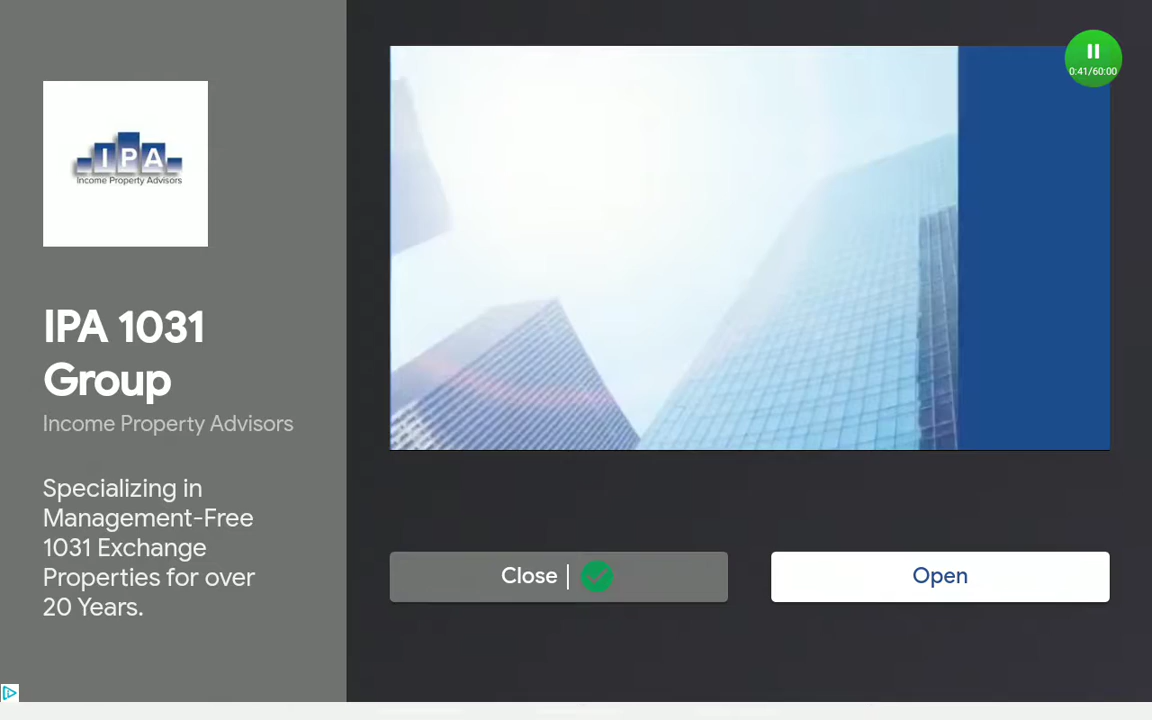 0:41/60:00
IPA
Income Property Advisors
IPA 1031
Group
Income Property Advisors
Specializing in
Management-Free
1031 Exchange
Properties for over
20 Years.
Close
Open